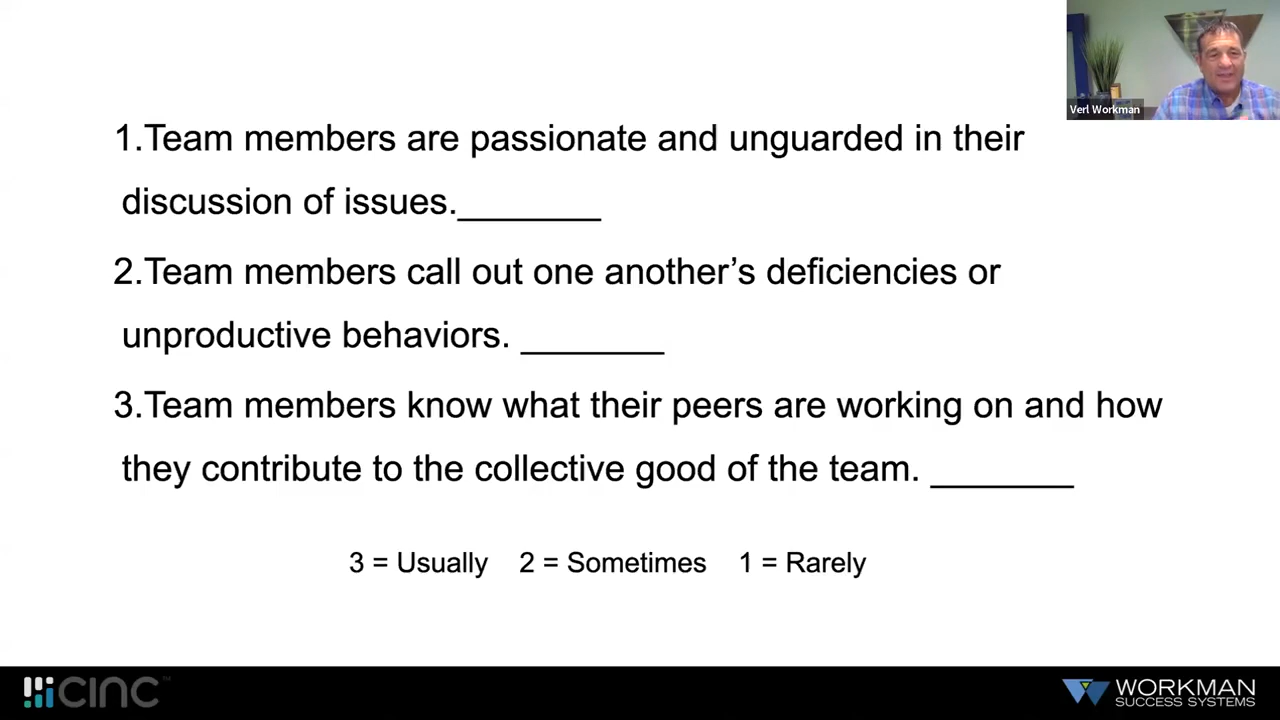 Verl Workman
1.Team members are passionate and unguarded in their
discussion of issues._______
2.Team members call out one another’s deficiencies or
unproductive behaviors. _______
3.Team members know what their peers are working on and how
they contribute to the collective good of the team. _______
3 = Usually 2 = Sometimes 1 = Rarely
cinc™
WORKMAN
SUCCESS SYSTEMS